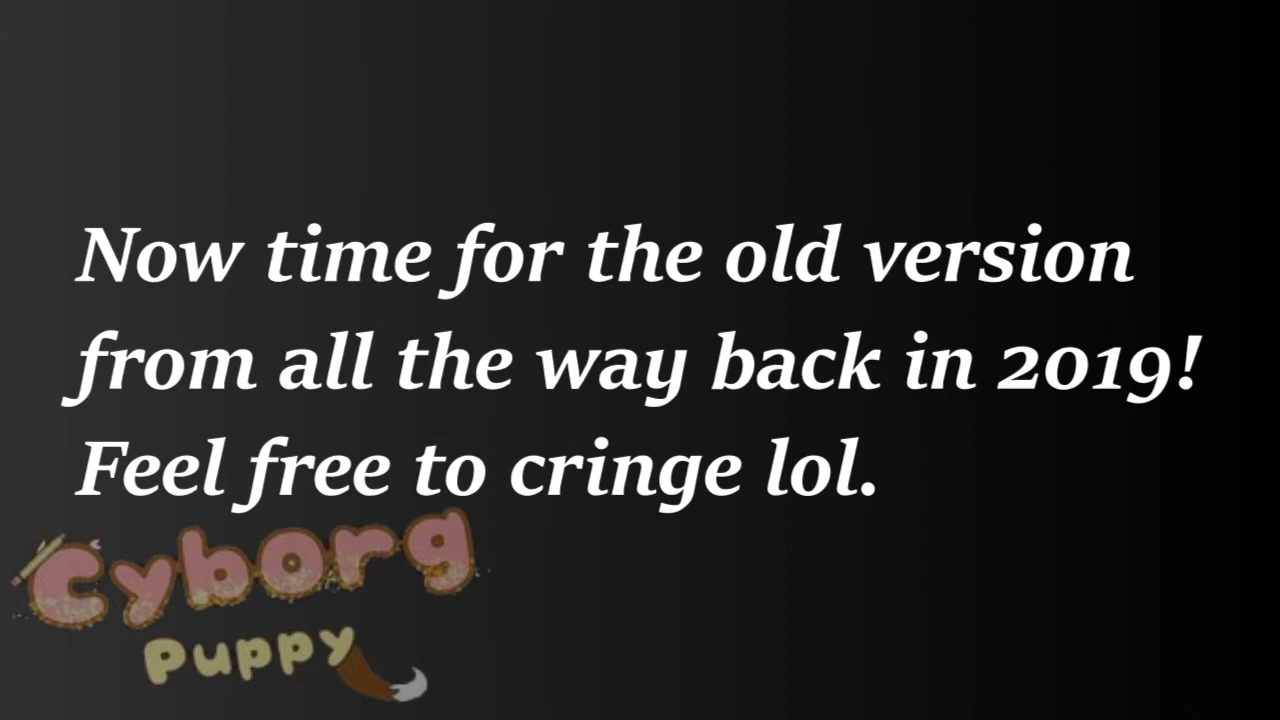 Now time for the old version
from all the way back in 2019!
Feel free to cringe lol.
Cyborg
Puppy